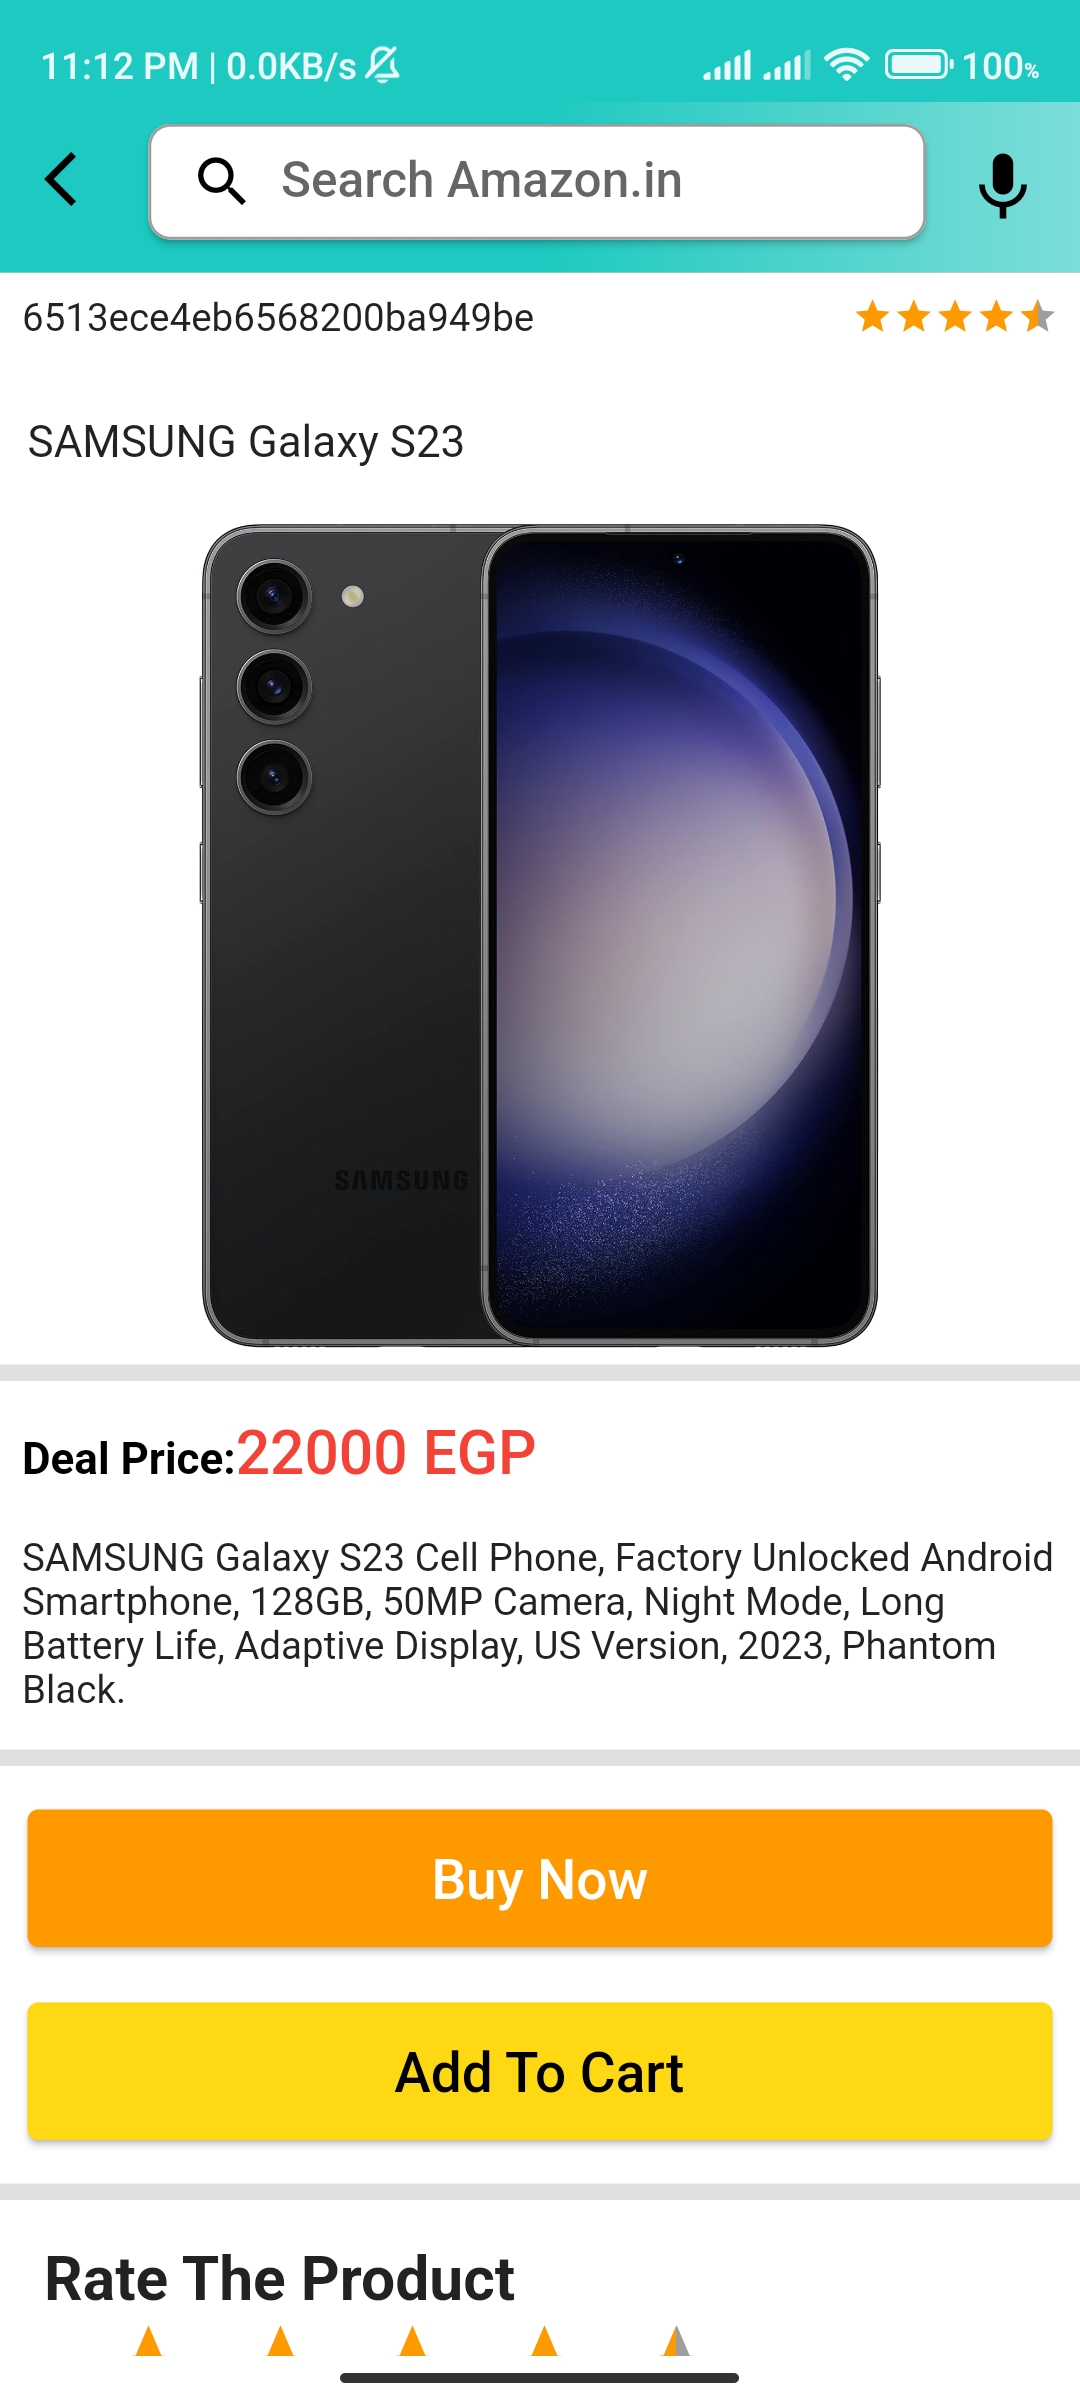 11:12 PM | 0.0KB/s 100%
Search Amazon.in
6513ece4eb6568200ba949be
SAMSUNG Galaxy S23
SAMSUNG
Deal Price:22000 EGP
SAMSUNG Galaxy S23 Cell Phone, Factory Unlocked Android
Smartphone, 128GB, 50MP Camera, Night Mode, Long
Battery Life, Adaptive Display, US Version, 2023, Phantom
Black.
Buy Now
Add To Cart
Rate The Product